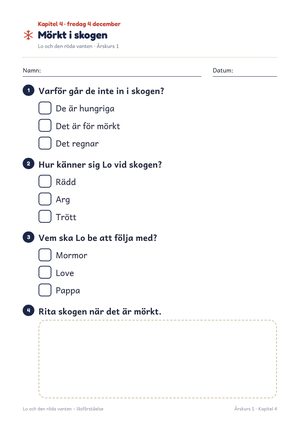 Kapitel 4 · fredag 4 december
Mörkt i skogen
Lo och den röda vanten · Årskurs 1
Namn:
Datum:
1 Varför går de inte in i skogen?
De är hungriga
Det är för mörkt
Det regnar
2 Hur känner sig Lo vid skogen?
Rädd
Arg
Trött
3 Vem ska Lo be att följa med?
Mormor
Love
Pappa
4 Rita skogen när det är mörkt.
Lo och den röda vanten – läsförståelse
Årskurs 1 · Kapitel 4